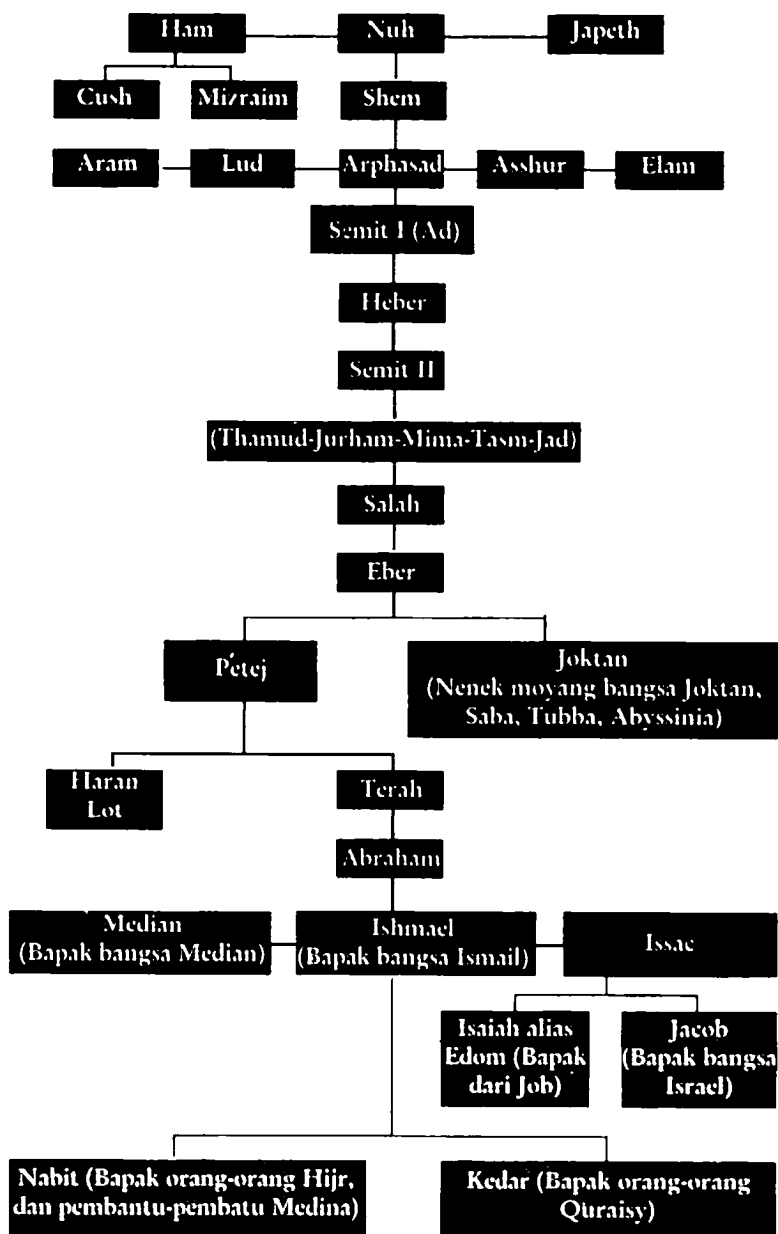 Ham
Nuh
Japeth
Cush
Mizraim
Shem
Aram
Lud
Arphasad
Asshur
Elam
Semit I (Ad)
Heber
Semit II
(Thamud-Jurham-Mima-Tasm-Jad)
Salah
Eber
Petej
Joktan
(Nenek moyang bangsa Joktan,
Saba, Tubba, Abyssinia)
Haran
Lot
Terah
Abraham
Median
(Bapak bangsa Median)
Ishmael
(Bapak bangsa Ismail)
Issac
Isaiah alias
Edom (Bapak
dari Job)
Jacob
(Bapak bangsa
Israel)
Nabit (Bapak orang-orang Hijr,
dan pembantu-pembatu Medina)
Kedar (Bapak orang-orang
Quraisy)